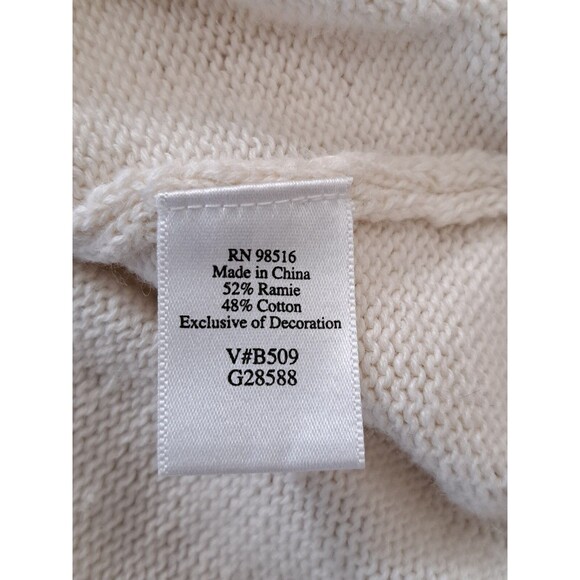 RN 98516
Made in China
52% Ramie
48% Cotton
Exclusive of Decoration
V#B509
G28588